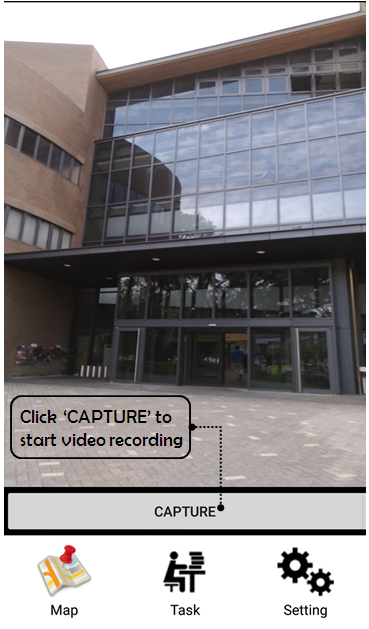 Click ‘CAPTURE’ to
start video recording
CAPTURE
Map
Task
Setting